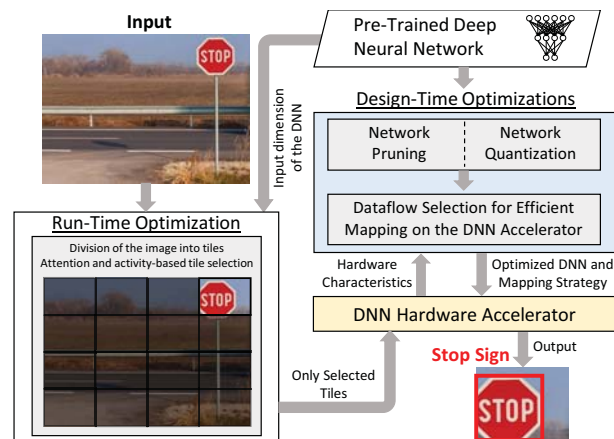 Input
STOP
Pre-Trained Deep
Neural Network
Input dimension
of the DNN
Design-Time Optimizations
Network
Pruning
Network
Quantization
Dataflow Selection for Efficient
Mapping on the DNN Accelerator
Run-Time Optimization
Division of the image into tiles
Attention and activity-based tile selection
STOP
Hardware
Characteristics
Optimized DNN and
Mapping Strategy
DNN Hardware Accelerator
Only Selected
Tiles
Stop Sign
Output
STOP